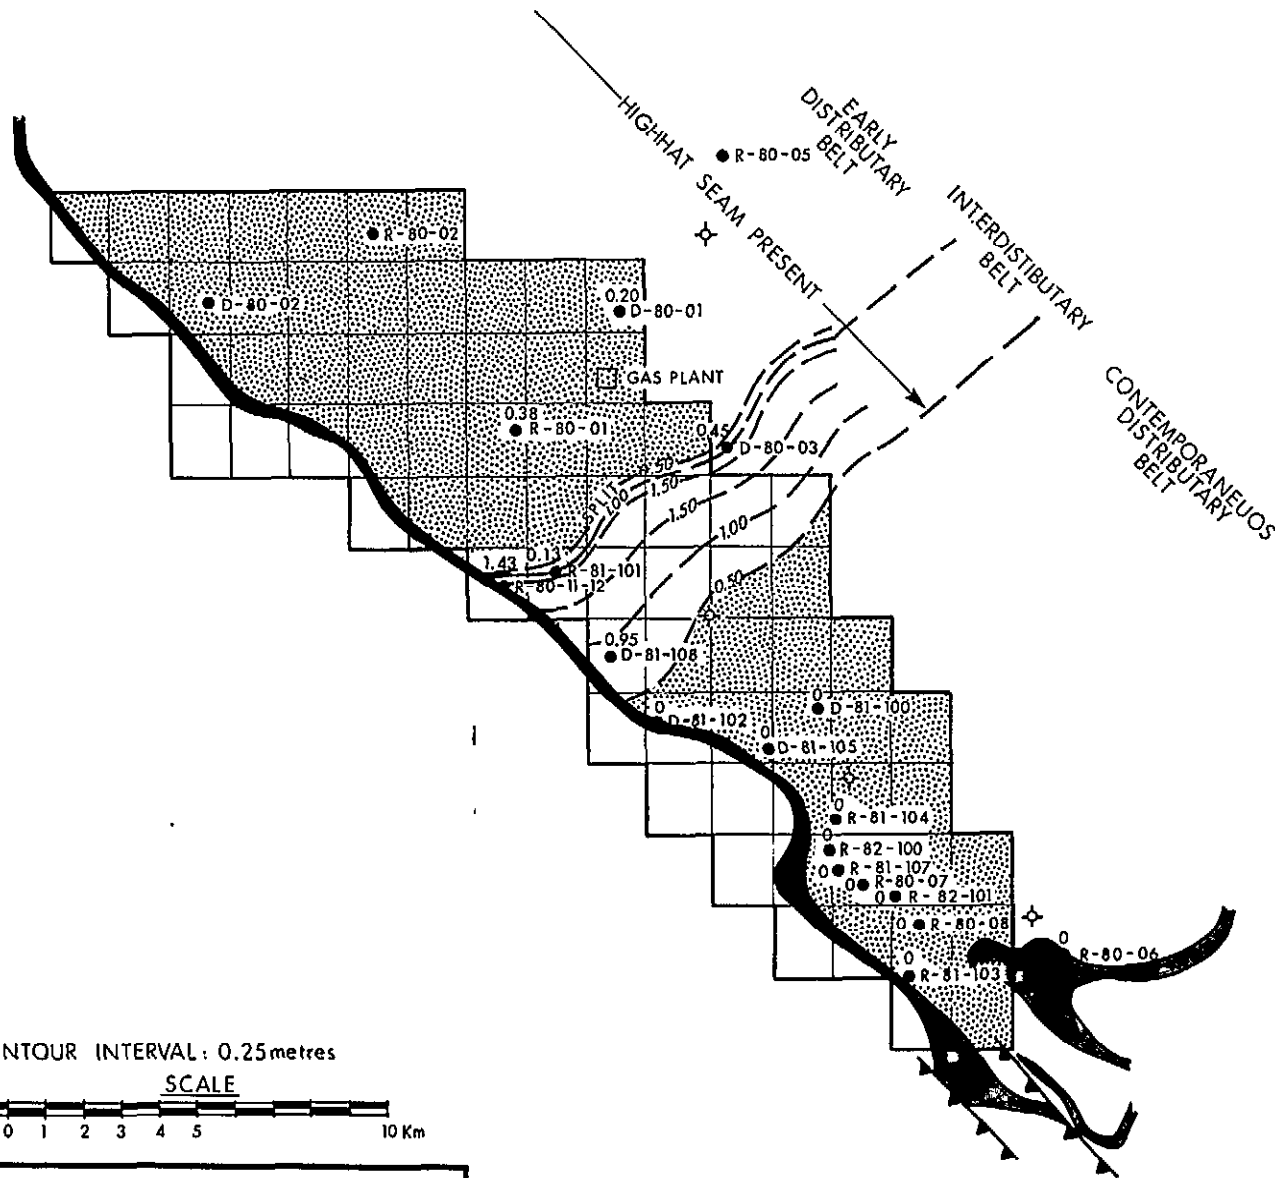 EARLY
DISTRIBUTARY
BELT
HIGHHAT SEAM PRESENT
R-80-05
INTERDISTIBUTARY
BELT
R-80-02
D-80-02
0.20
D-80-01
GAS PLANT
CONTEMPORANEUOS
DISTRIBUTARY
BELT
0.38
R-80-01
0.45
D-80-03
SPLIT
0.50
1.00
1.50
1.50
1.00
0.50
1.43
0.13
R-81-101
R-80-11-12
0.95
D-81-108
0
D-81-102
0
D-81-100
0
D-81-105
0
R-81-104
0
R-82-100
0
R-81-107
0
R-80-07
0
R-82-101
0
R-80-08
0
R-80-06
0
R-81-103
NTOUR INTERVAL: 0.25metres
SCALE
0 1 2 3 4 5 10 Km